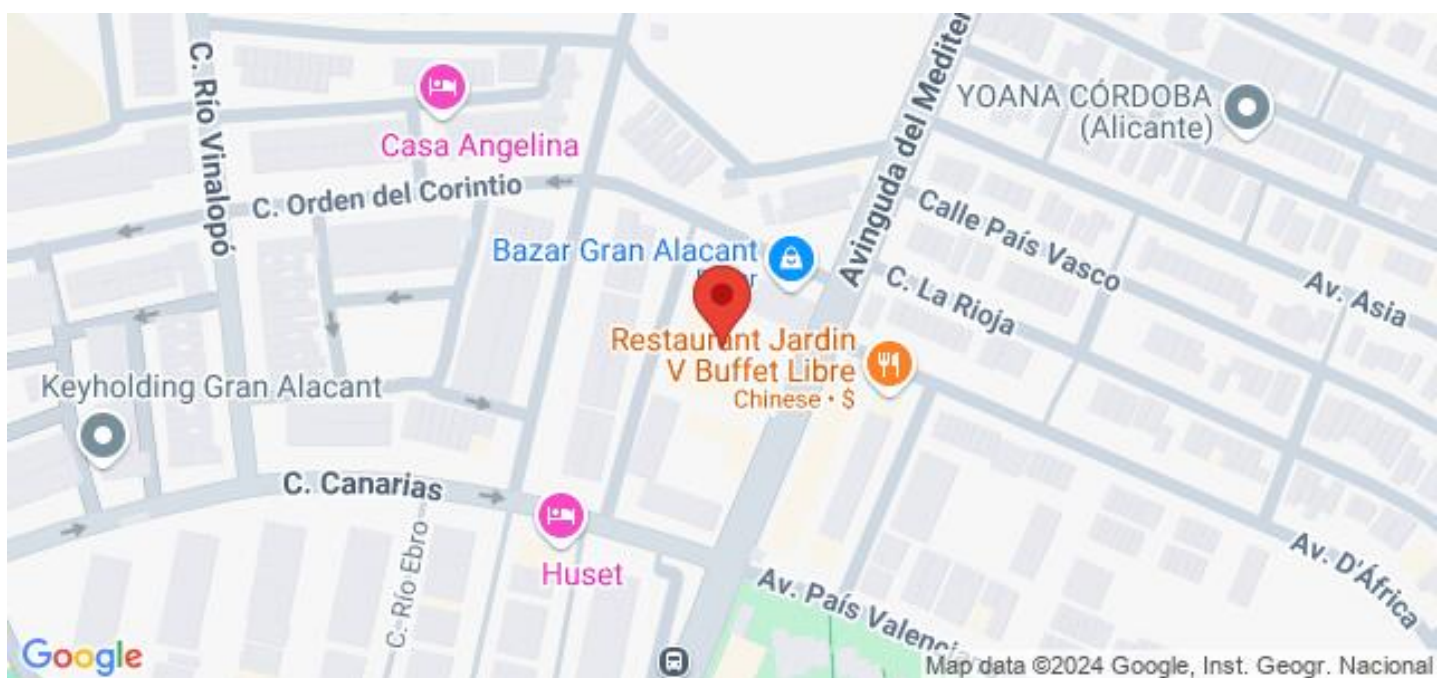 C. Río Vinalopó
Casa Angelina
C. Orden del Corintio
Avinguda del Mediter
YOANA CÓRDOBA
(Alicante)
Calle País Vasco
Av. Asia
Bazar Gran Alacant
C. La Rioja
Restaurant Jardin
V Buffet Libre
Chinese • $
Keyholding Gran Alacant
C. Canarias
C. Río Ebro
Huset
Av. País Valenci
Av. D'África
Google
Map data ©2024 Google, Inst. Geogr. Nacional